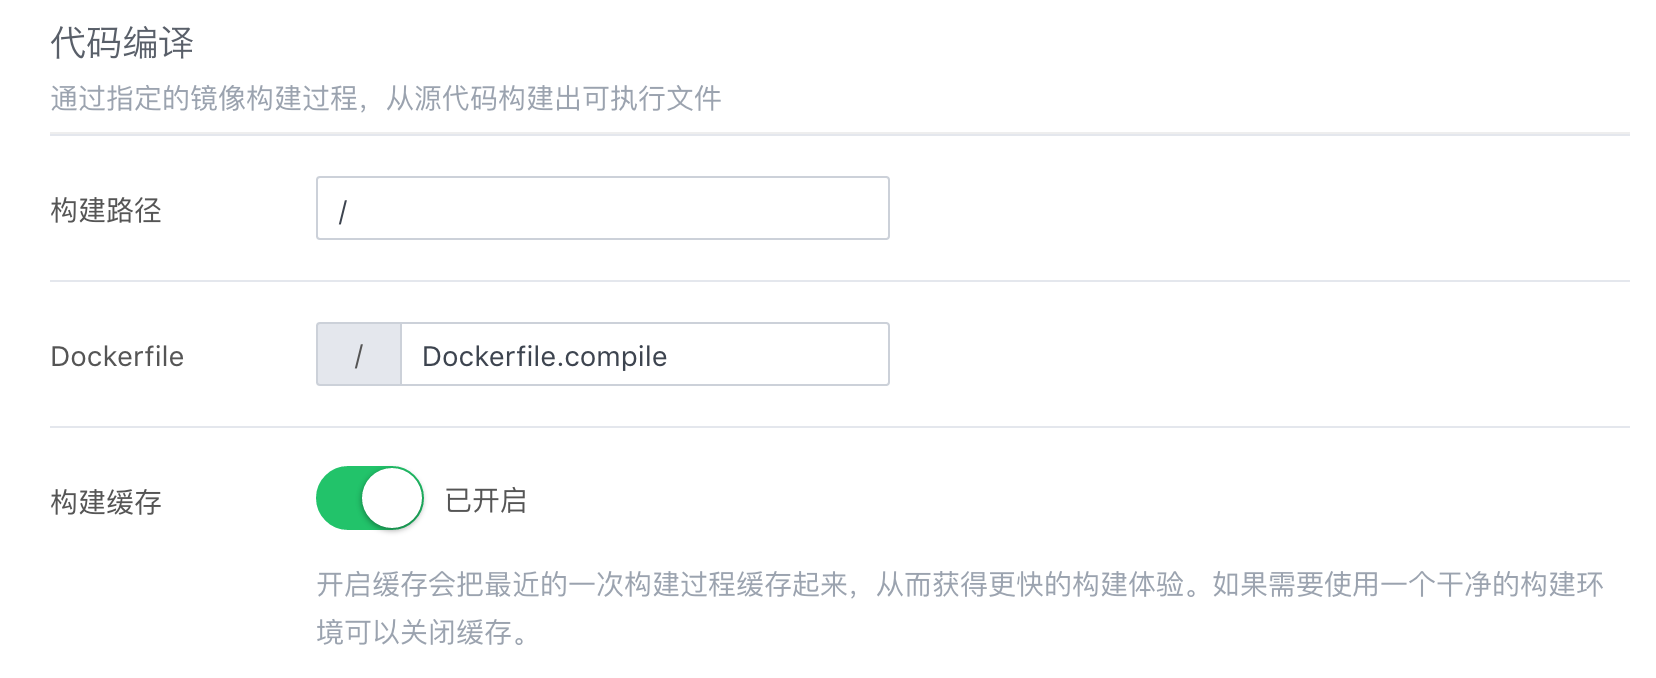 代码编译
通过指定的镜像构建过程，从源代码构建出可执行文件
构建路径
/
Dockerfile
/ Dockerfile.compile
构建缓存
已开启
开启缓存会把最近的一次构建过程缓存起来，从而获得更快的构建体验。如果需要使用一个干净的构建环
境可以关闭缓存。